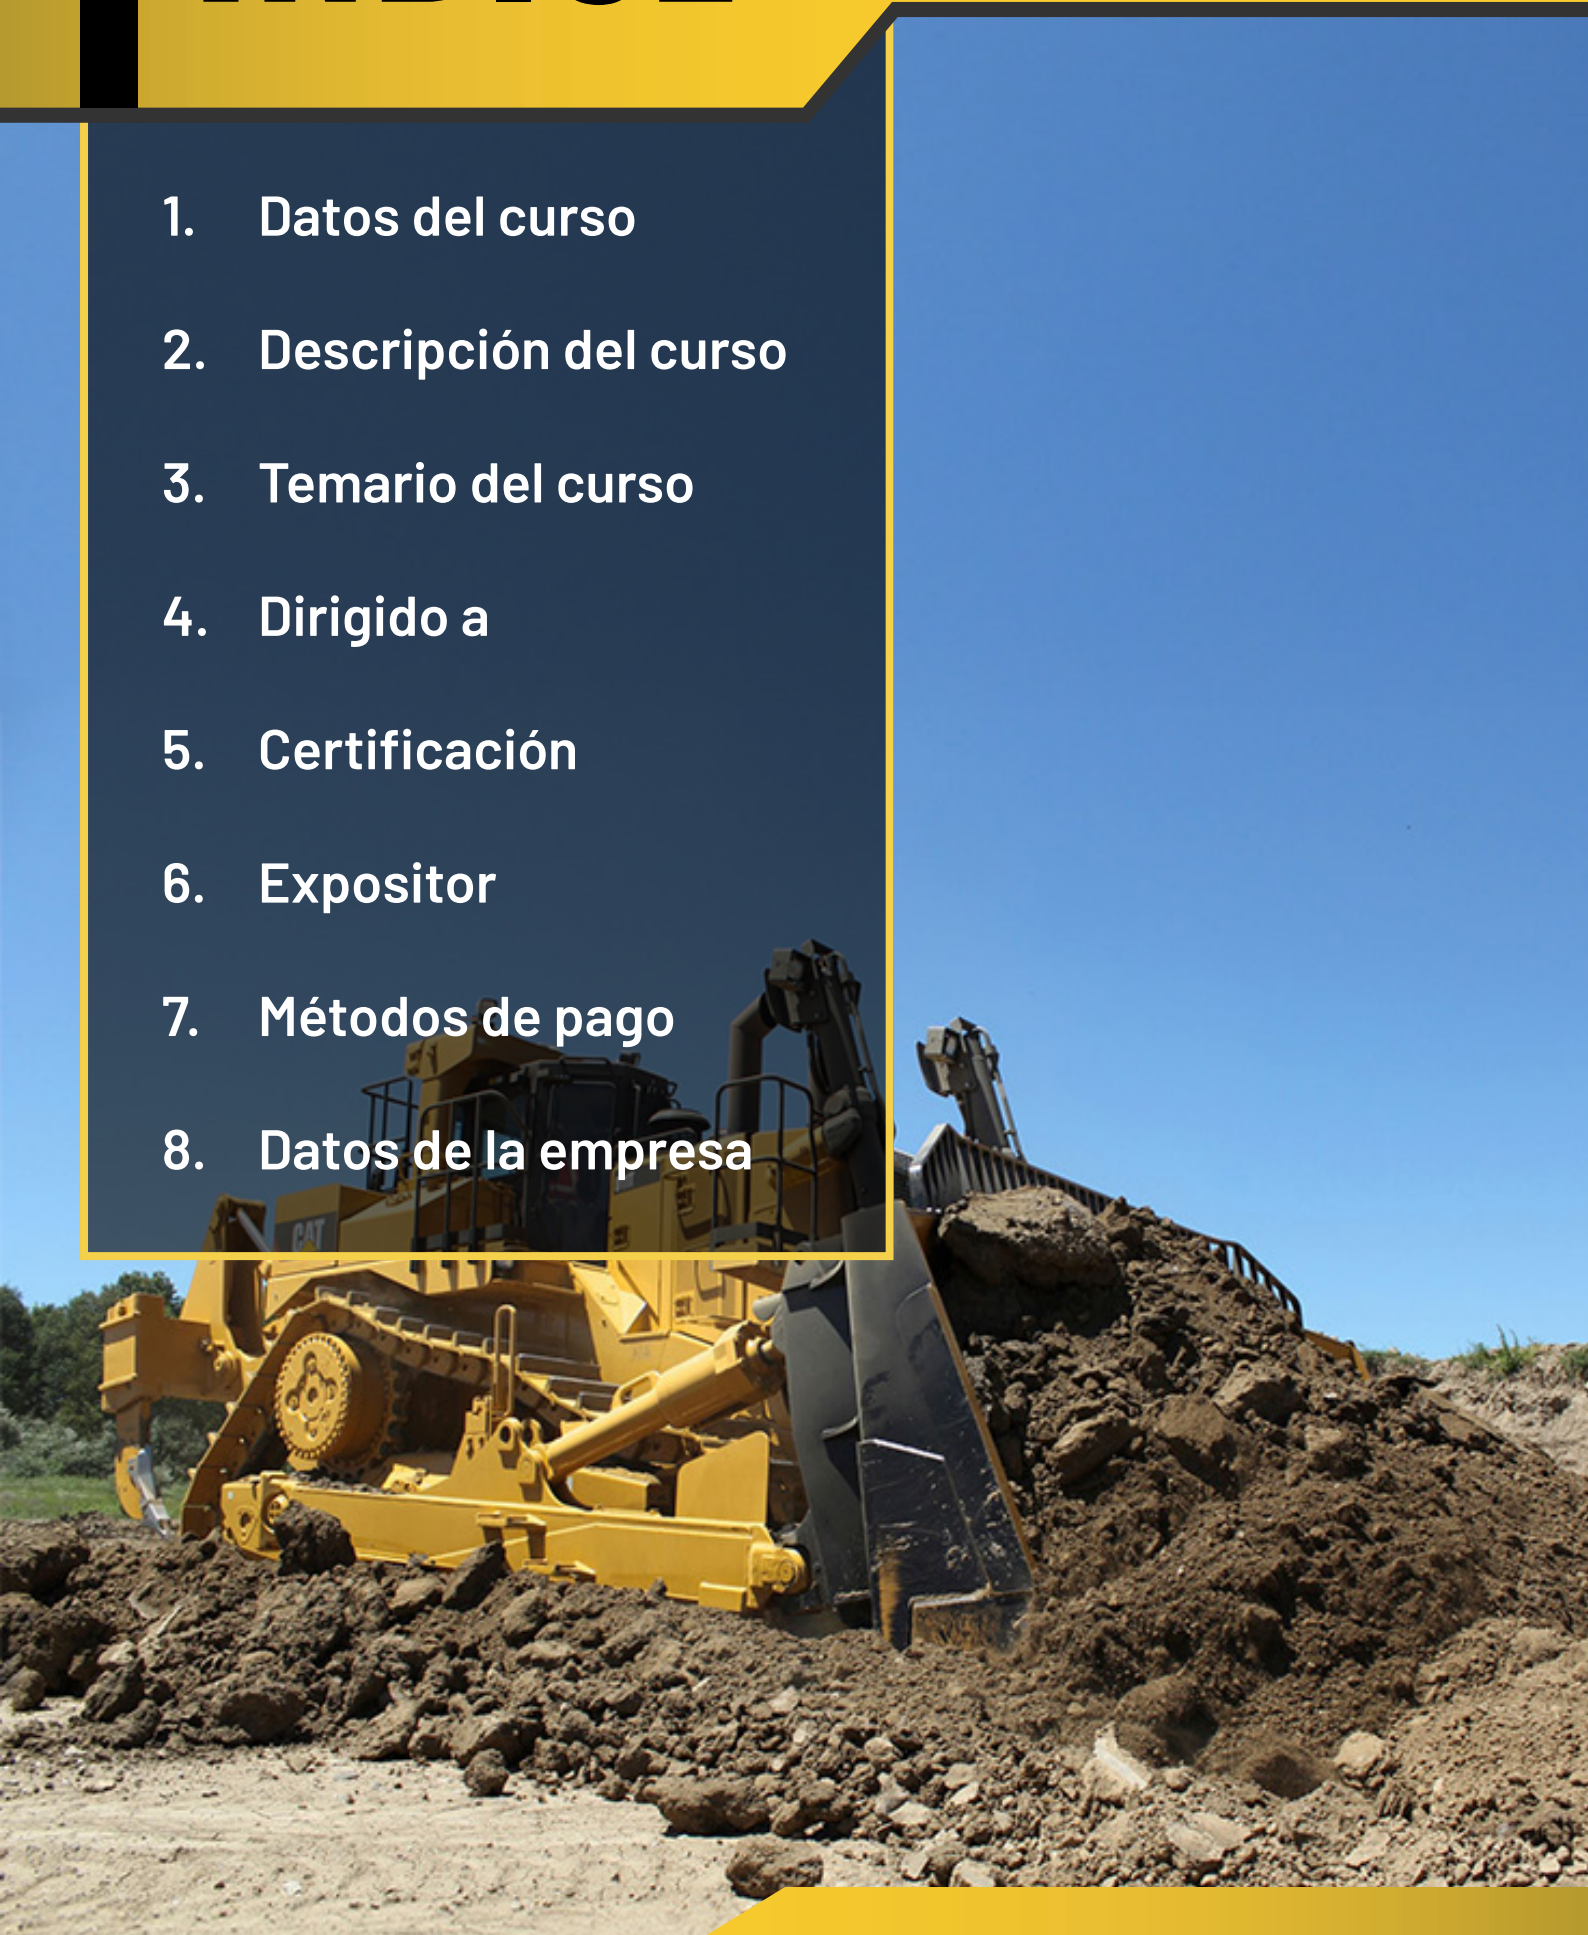 1. Datos del curso
2. Descripción del curso
3. Temario del curso
4. Dirigido a
5. Certificación
6. Expositor
7. Métodos de pago
8. Datos de la empresa
CAT